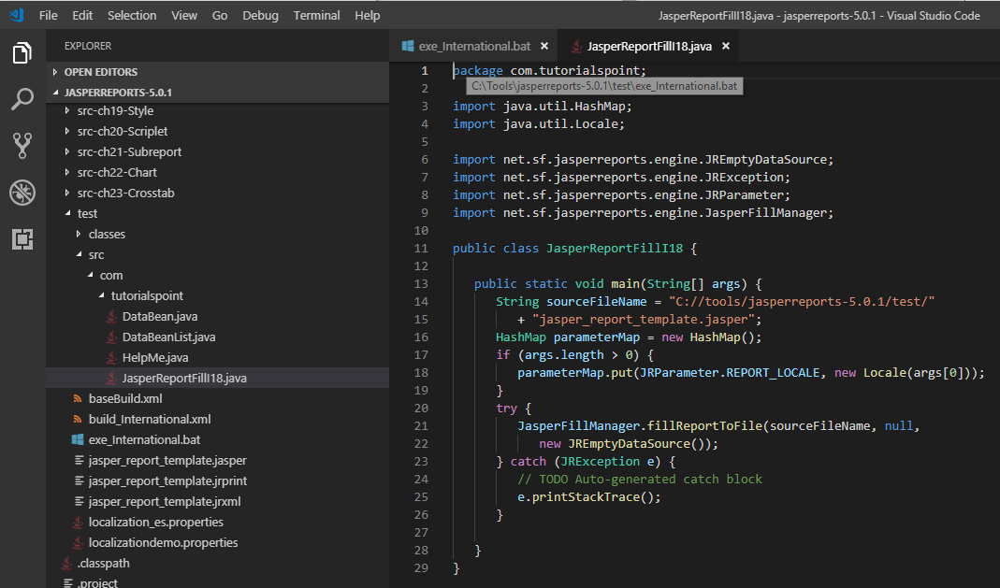 File Edit Selection View Go Debug Terminal Help JasperReportFillI18.java - jasperreports-5.0.1 - Visual Studio Code
EXPLORER
OPEN EDITORS
JASPERREPORTS-5.0.1
src-ch19-Style
src-ch20-Scriplet
src-ch21-Subreport
src-ch22-Chart
src-ch23-Crosstab
test
classes
src
com
tutorialspoint
DataBean.java
DataBeanList.java
HelpMe.java
JasperReportFillI18.java
baseBuild.xml
build_International.xml
exe_International.bat
jasper_report_template.jasper
jasper_report_template.jrprint
jasper_report_template.jrxml
localization_es.properties
localizationdemo.properties
.classpath
.project
exe_International.bat × JasperReportFillI18.java ×
1 package com.tutorialspoint;
C:\Tools\jasperreports-5.0.1\test\exe_International.bat
2
3 import java.util.HashMap;
4 import java.util.Locale;
5
6 import net.sf.jasperreports.engine.JREmptyDataSource;
7 import net.sf.jasperreports.engine.JRException;
8 import net.sf.jasperreports.engine.JRParameter;
9 import net.sf.jasperreports.engine.JasperFillManager;
10
11 public class JasperReportFillI18 {
12
13 public static void main(String[] args) {
14 String sourceFileName = "C://tools/jasperreports-5.0.1/test/"
15 + "jasper_report_template.jasper";
16 HashMap parameterMap = new HashMap();
17 if (args.length > 0) {
18 parameterMap.put(JRParameter.REPORT_LOCALE, new Locale(args[0]));
19 }
20 try {
21 JasperFillManager.fillReportToFile(sourceFileName, null,
22 new JREmptyDataSource());
23 } catch (JRException e) {
24 // TODO Auto-generated catch block
25 e.printStackTrace();
26 }
27
28 }
29 }